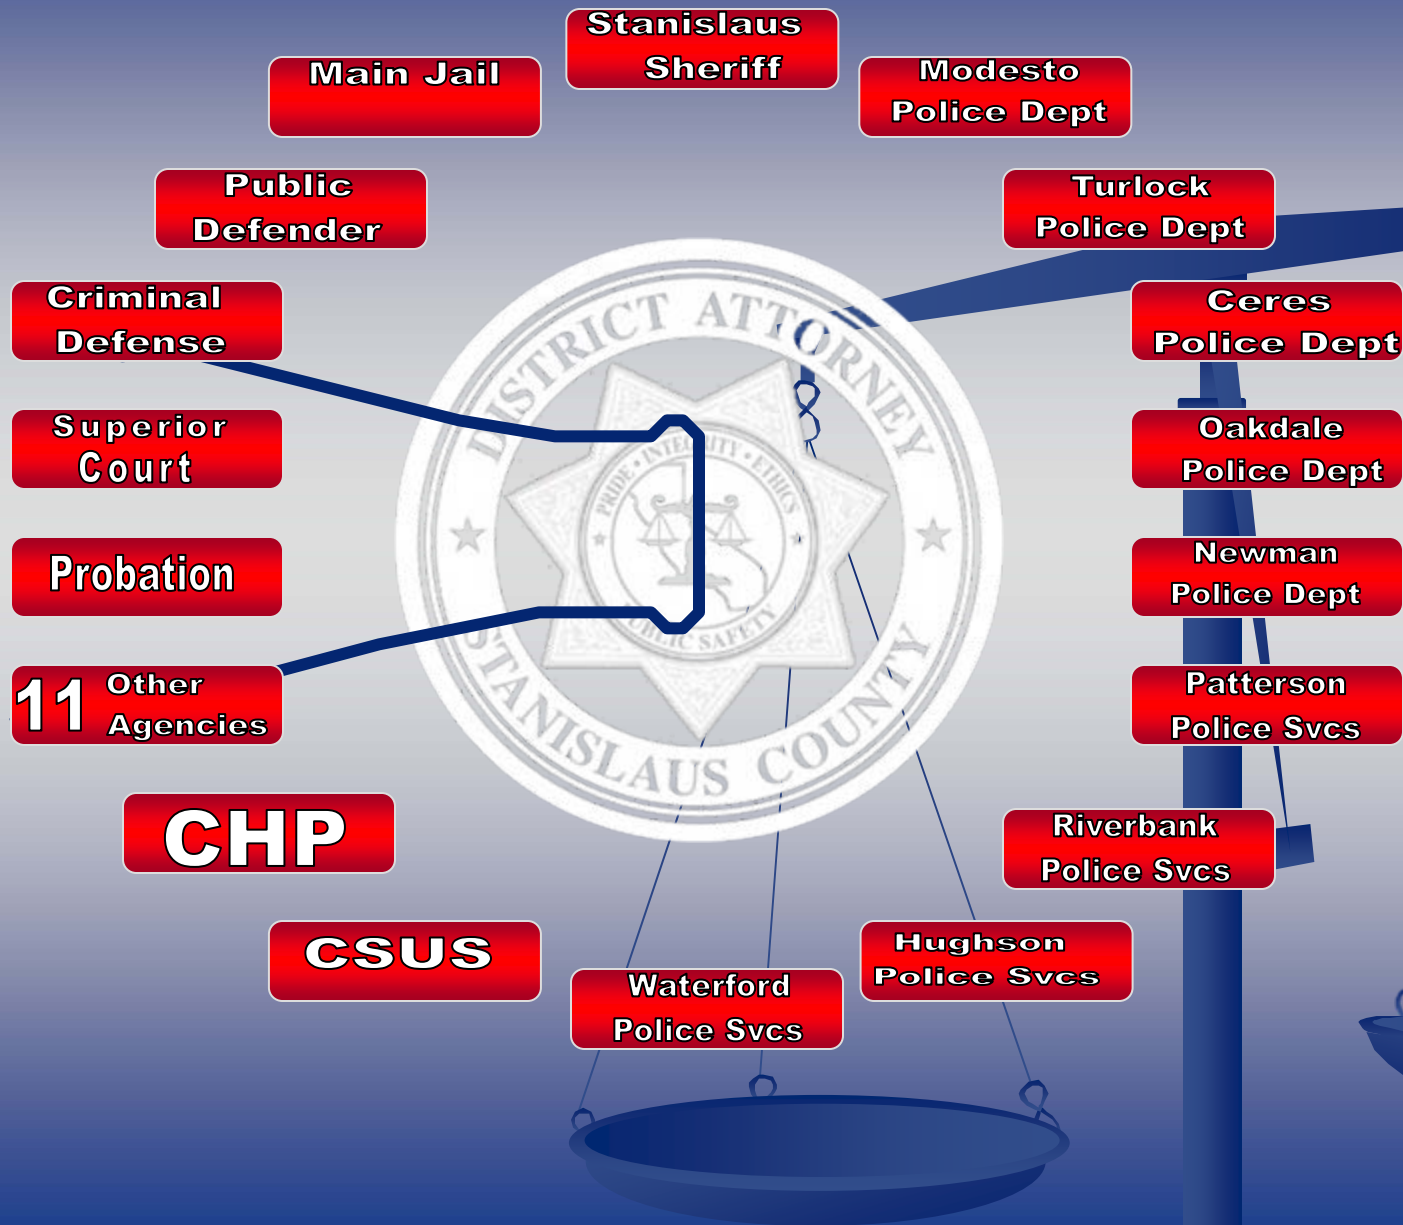 Stanislaus
Sheriff
Main Jail
Modesto
Police Dept
Public
Defender
Turlock
Police Dept
Criminal
Defense
Ceres
Police Dept
DISTRICT ATTORNEY
Superior
Court
Oakdale
Police Dept
PRIDE • INTEGRITY • ETHICS
Probation
Newman
Police Dept
PUBLIC SAFETY
11 Other
Agencies
Patterson
Police Svcs
STANISLAUS COUNTY
CHP
Riverbank
Police Svcs
CSUS
Hughson
Police Svcs
Waterford
Police Svcs